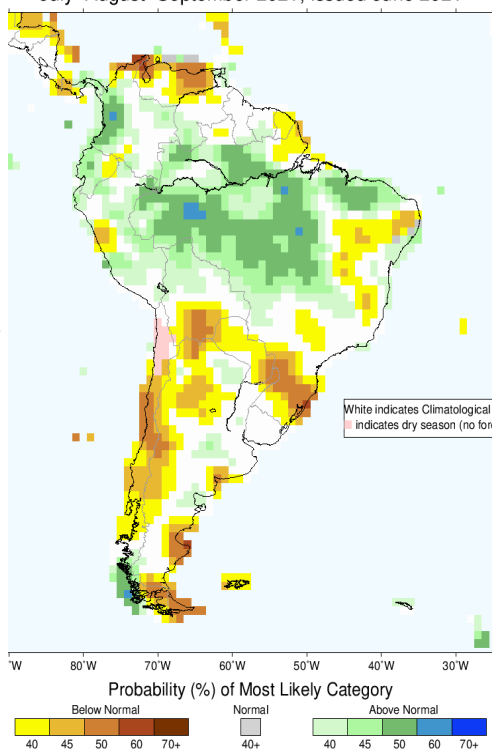 White indicates Climatological
indicates dry season (no for
°W 80°W 70°W 60°W 50°W 40°W 30°W
Probability (%) of Most Likely Category
Below Normal Normal Above Normal
40 45 50 60 70+ 40+ 40 45 50 60 70+